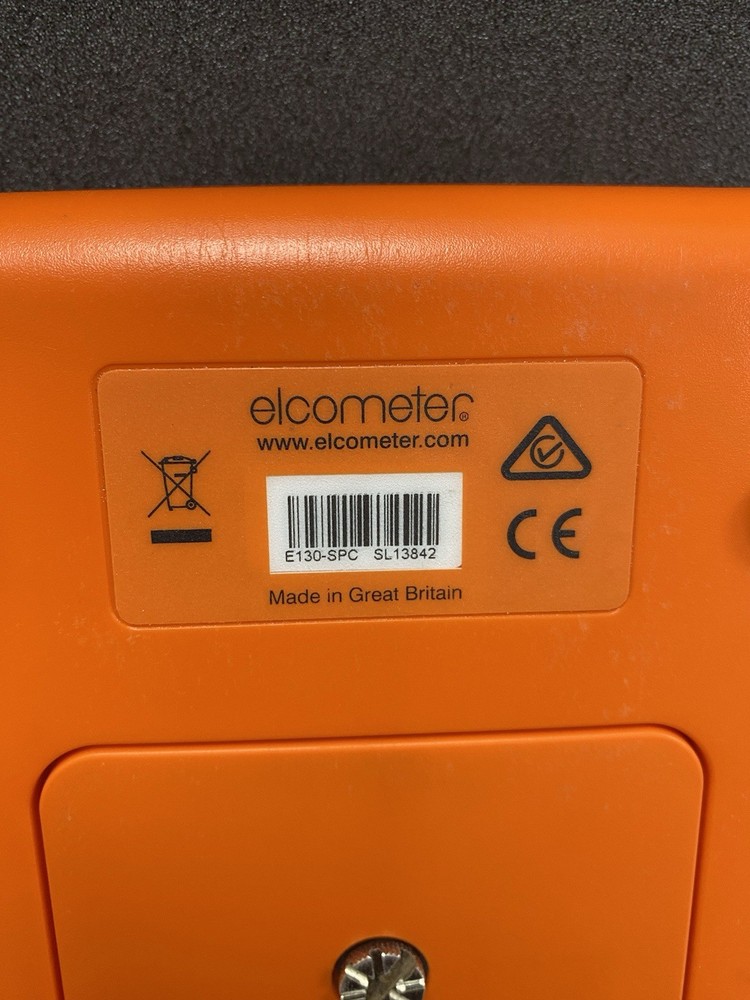 elcometer®
www.elcometer.com
E130-SPC SL13842
CE
Made in Great Britain